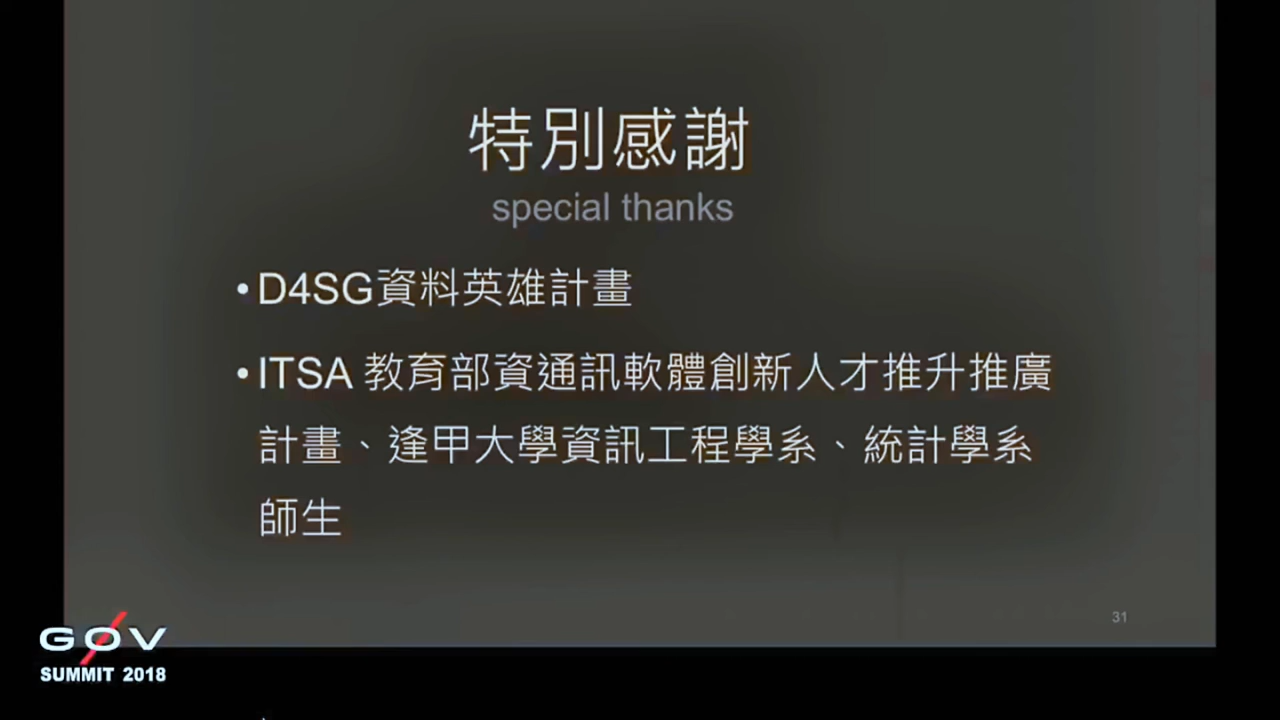 特別感謝
special thanks
•D4SG資料英雄計畫
•ITSA 教育部資通訊軟體創新人才推升推廣
計畫、逢甲大學資訊工程學系、統計學系
師生
31
G0V
SUMMIT 2018